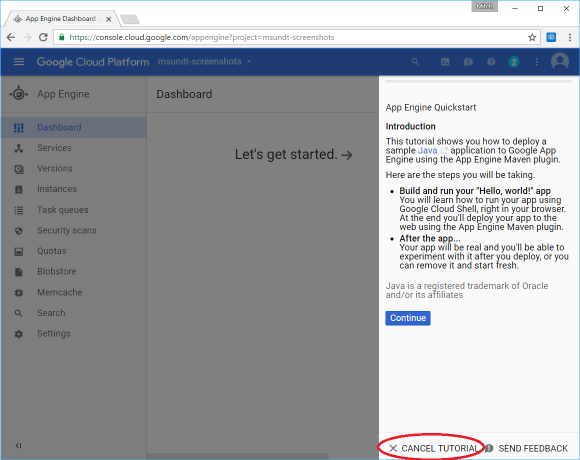 Mitch
App Engine Dashboard -
https://console.cloud.google.com/appengine?project=msundt-screenshots
Google Cloud Platform
msundt-screenshots
2
App Engine
Dashboard
Services
Versions
Instances
Task queues
Security scans
Quotas
Blobstore
Memcache
Search
Settings
Dashboard
Let's get started.
App Engine Quickstart
Introduction
This tutorial shows you how to deploy a
sample Java application to Google App
Engine using the App Engine Maven plugin.
Here are the steps you will be taking.
Build and run your "Hello, world!" app
You will learn how to run your app using
Google Cloud Shell, right in your browser.
At the end you'll deploy your app to the
web using the App Engine Maven plugin.
After the app...
Your app will be real and you'll be able to
experiment with it after you deploy, or you
can remove it and start fresh.
Java is a registered trademark of Oracle
and/or its affiliates
Continue
CANCEL TUTORIAL
SEND FEEDBACK